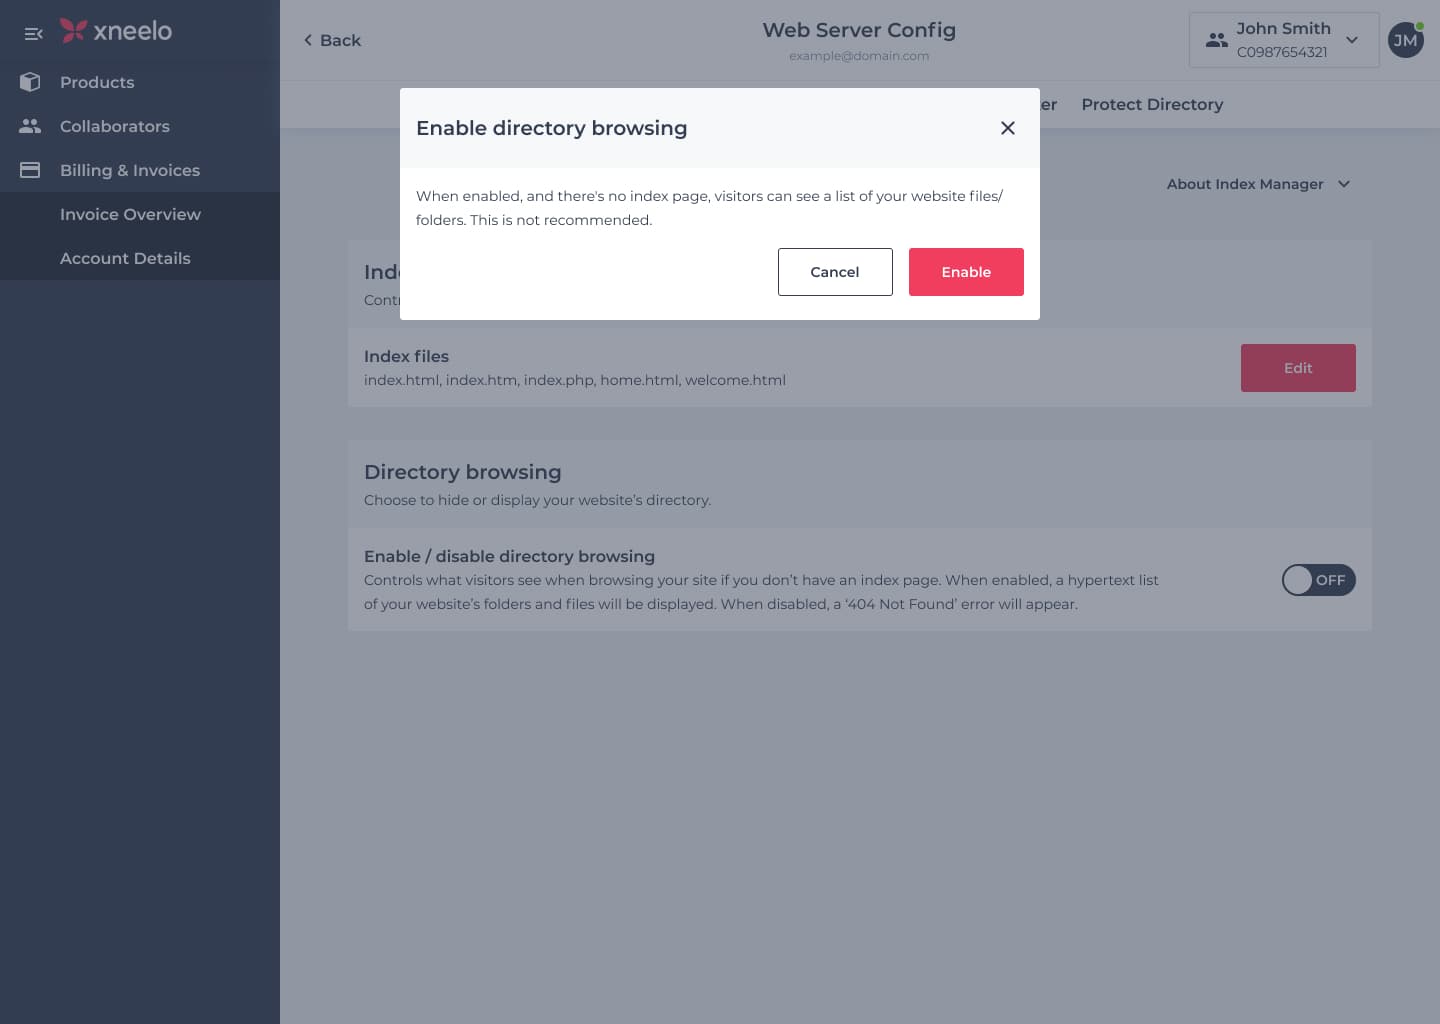 xneelo
Products
Collaborators
Billing & Invoices
Invoice Overview
Account Details
Back
Web Server Config
example@domain.com
John Smith
C0987654321
JM
Protect Directory
About Index Manager
Enable directory browsing
When enabled, and there's no index page, visitors can see a list of your website files/
folders. This is not recommended.
Cancel
Enable
Index files
index.html, index.htm, index.php, home.html, welcome.html
Edit
Directory browsing
Choose to hide or display your website’s directory.
Enable / disable directory browsing
Controls what visitors see when browsing your site if you don’t have an index page. When enabled, a hypertext list
of your website’s folders and files will be displayed. When disabled, a ‘404 Not Found’ error will appear.
OFF